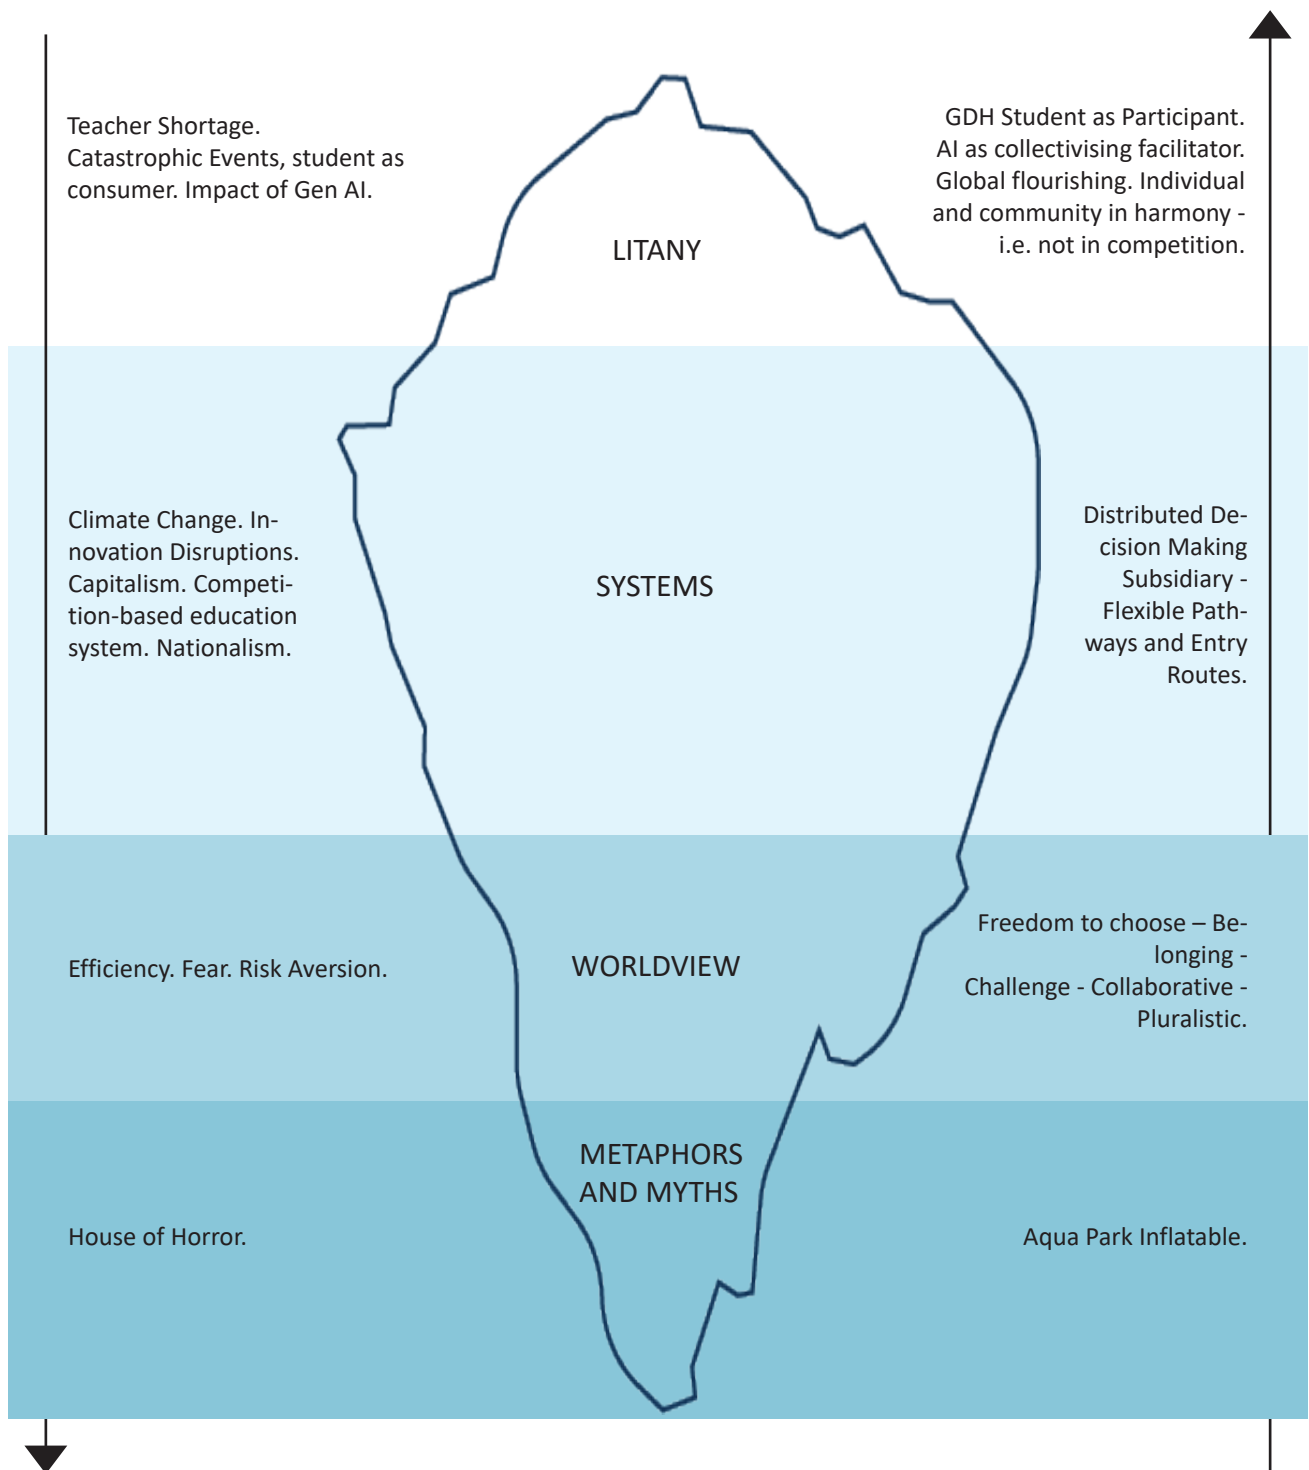 Teacher Shortage.
Catastrophic Events, student as
consumer. Impact of Gen AI.
GDH Student as Participant.
AI as collectivising facilitator.
Global flourishing. Individual
and community in harmony -
i.e. not in competition.
LITANY
Climate Change. In-
novation Disruptions.
Capitalism. Competi-
tion-based education
system. Nationalism.
SYSTEMS
Distributed De-
cision Making
Subsidiary -
Flexible Path-
ways and Entry
Routes.
Efficiency. Fear. Risk Aversion.
WORLDVIEW
Freedom to choose – Be-
longing -
Challenge - Collaborative -
Pluralistic.
METAPHORS
AND MYTHS
House of Horror.
Aqua Park Inflatable.